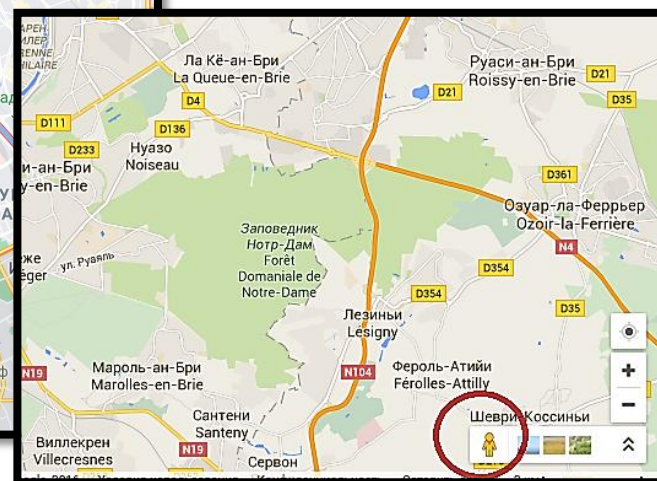 Ла Кё-ан-Бри
La Queue-en-Brie
Руаси-ан-Бри
Roissy-en-Brie
D21
D21
D4
D35
D111
D136
D233
Нуазо
Noiseau
и-ан-Бри
y-en-Brie
D361
Озуар-ла-Феррьер
Ozoir-la-Ferrière
Заповедник
Нотр-Дам
Forêt
Domaniale de
Notre-Dame
N4
ул. Руаяль
D354
D354
D35
Лезиньи
Lésigny
N19
Мароль-ан-Бри
Marolles-en-Brie
N104
Фероль-Атийи
Férolles-Attilly
Сантени
Santeny
Шеври-Коссиньи
Виллекрен
Villecresnes
N19
Сервон